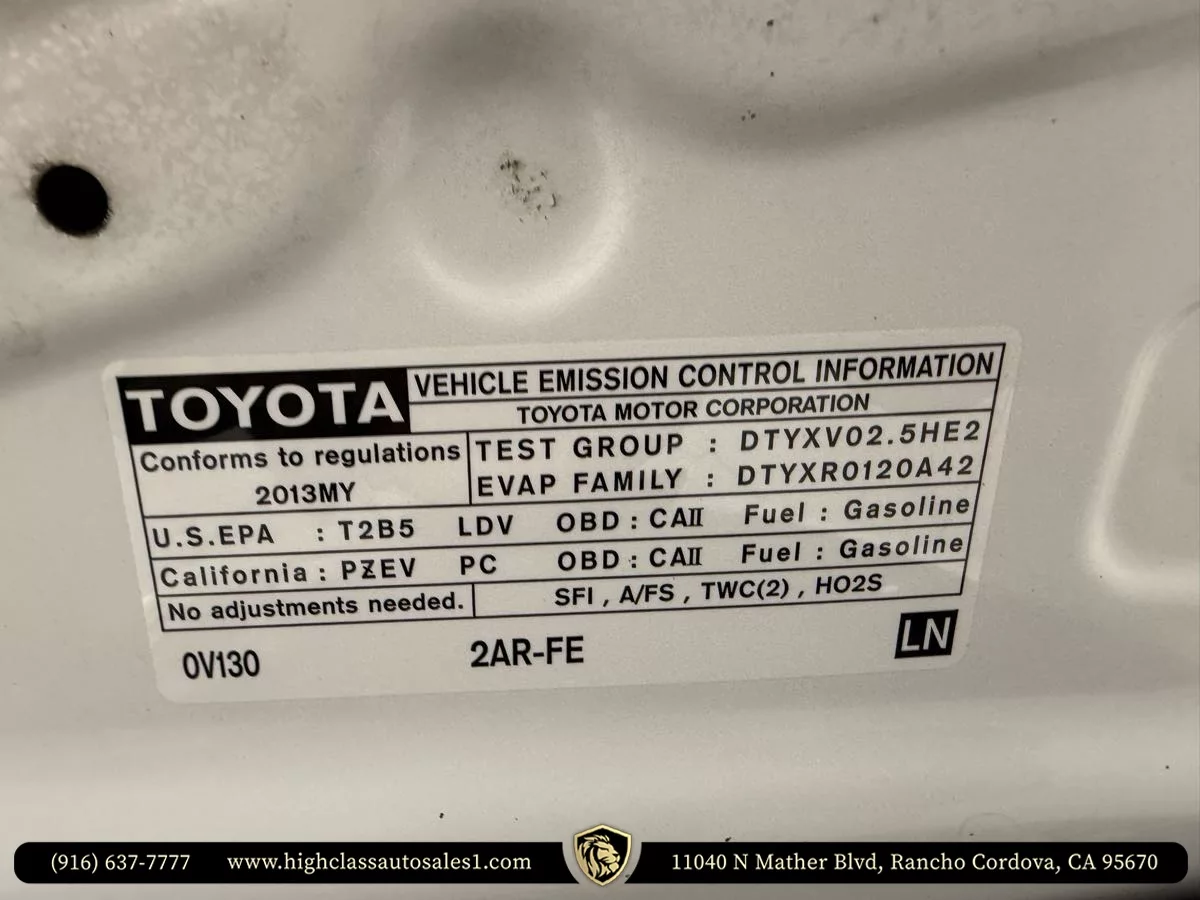 TOYOTA
VEHICLE EMISSION CONTROL INFORMATION
TOYOTA MOTOR CORPORATION
Conforms to regulations
2013MY
TEST GROUP : DTYXV02.5HE2
EVAP FAMILY : DTYXR0120A42
U.S.EPA : T2B5 LDV OBD : CAII Fuel : Gasoline
California : PZEV PC OBD : CAII Fuel : Gasoline
No adjustments needed. SFI , A/FS , TWC(2) , HO2S
0V130 2AR-FE LN
(916) 637-7777 www.highclassautosales1.com 11040 N Mather Blvd, Rancho Cordova, CA 95670